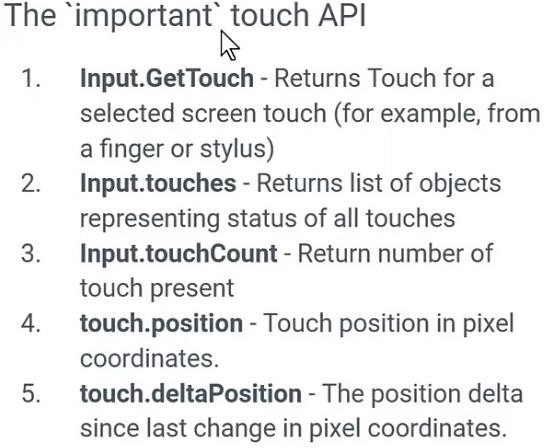 The `important` touch API
1. Input.GetTouch - Returns Touch for a
selected screen touch (for example, from
a finger or stylus)
2. Input.touches - Returns list of objects
representing status of all touches
3. Input.touchCount - Return number of
touch present
4. touch.position - Touch position in pixel
coordinates.
5. touch.deltaPosition - The position delta
since last change in pixel coordinates.